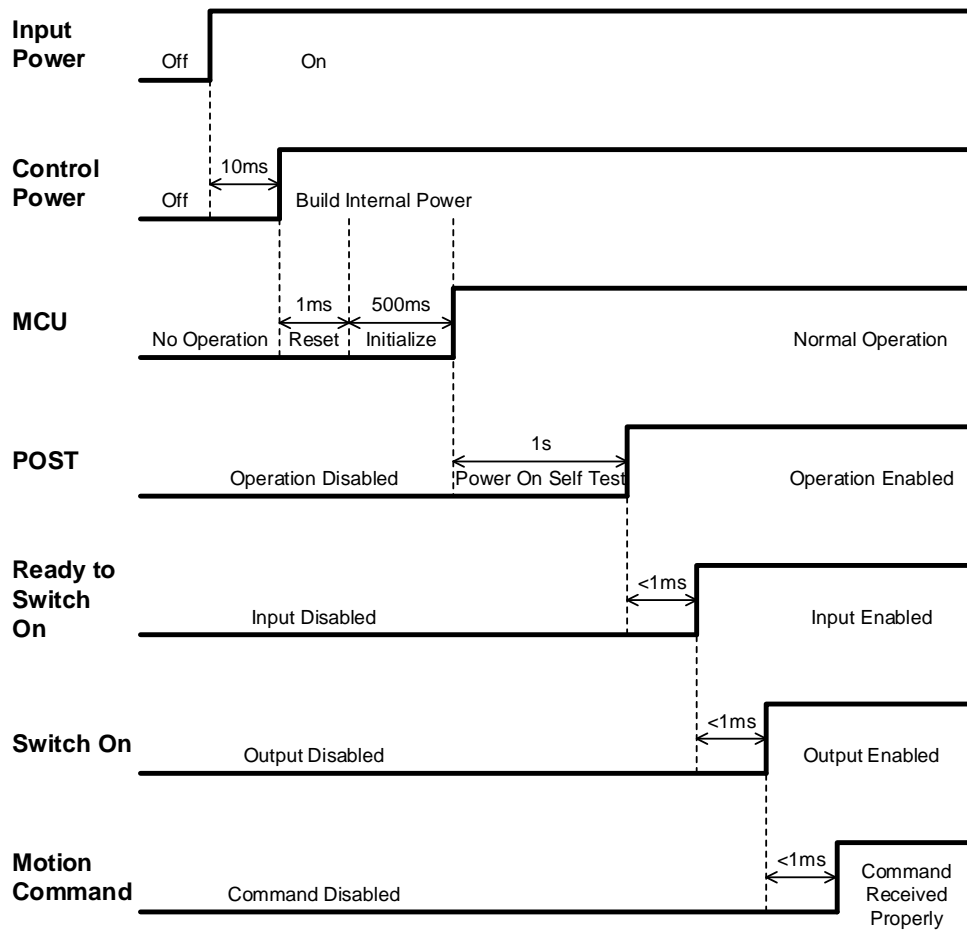 Input
Power
Off
On
Control
Power
10ms
Off
Build Internal Power
MCU
1ms
500ms
No Operation
Reset
Initialize
Normal Operation
POST
1s
Operation Disabled
Power On Self Test
Operation Enabled
Ready to
Switch
On
<1ms
Input Disabled
Input Enabled
Switch On
<1ms
Output Disabled
Output Enabled
Motion
Command
<1ms
Command Disabled
Command
Received
Properly